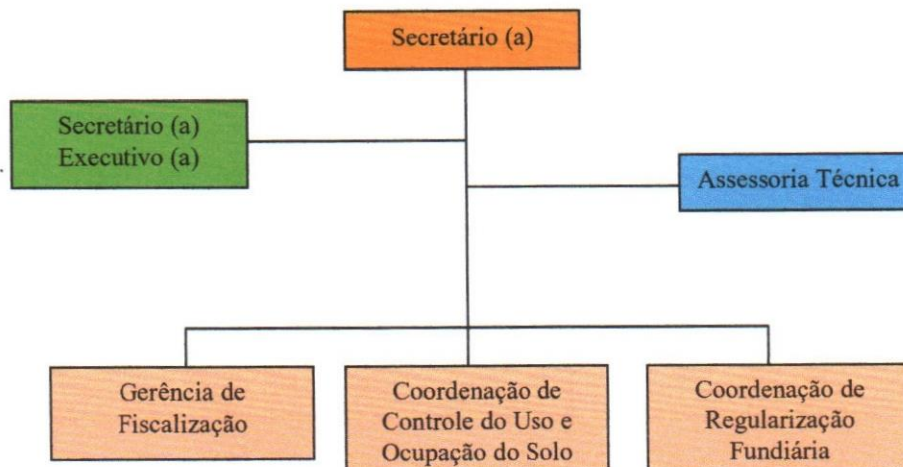 Secretário (a)
Secretário (a)
Executivo (a)
Assessoria Técnica
Gerência de
Fiscalização
Coordenação de
Controle do Uso e
Ocupação do Solo
Coordenação de
Regularização
Fundiária